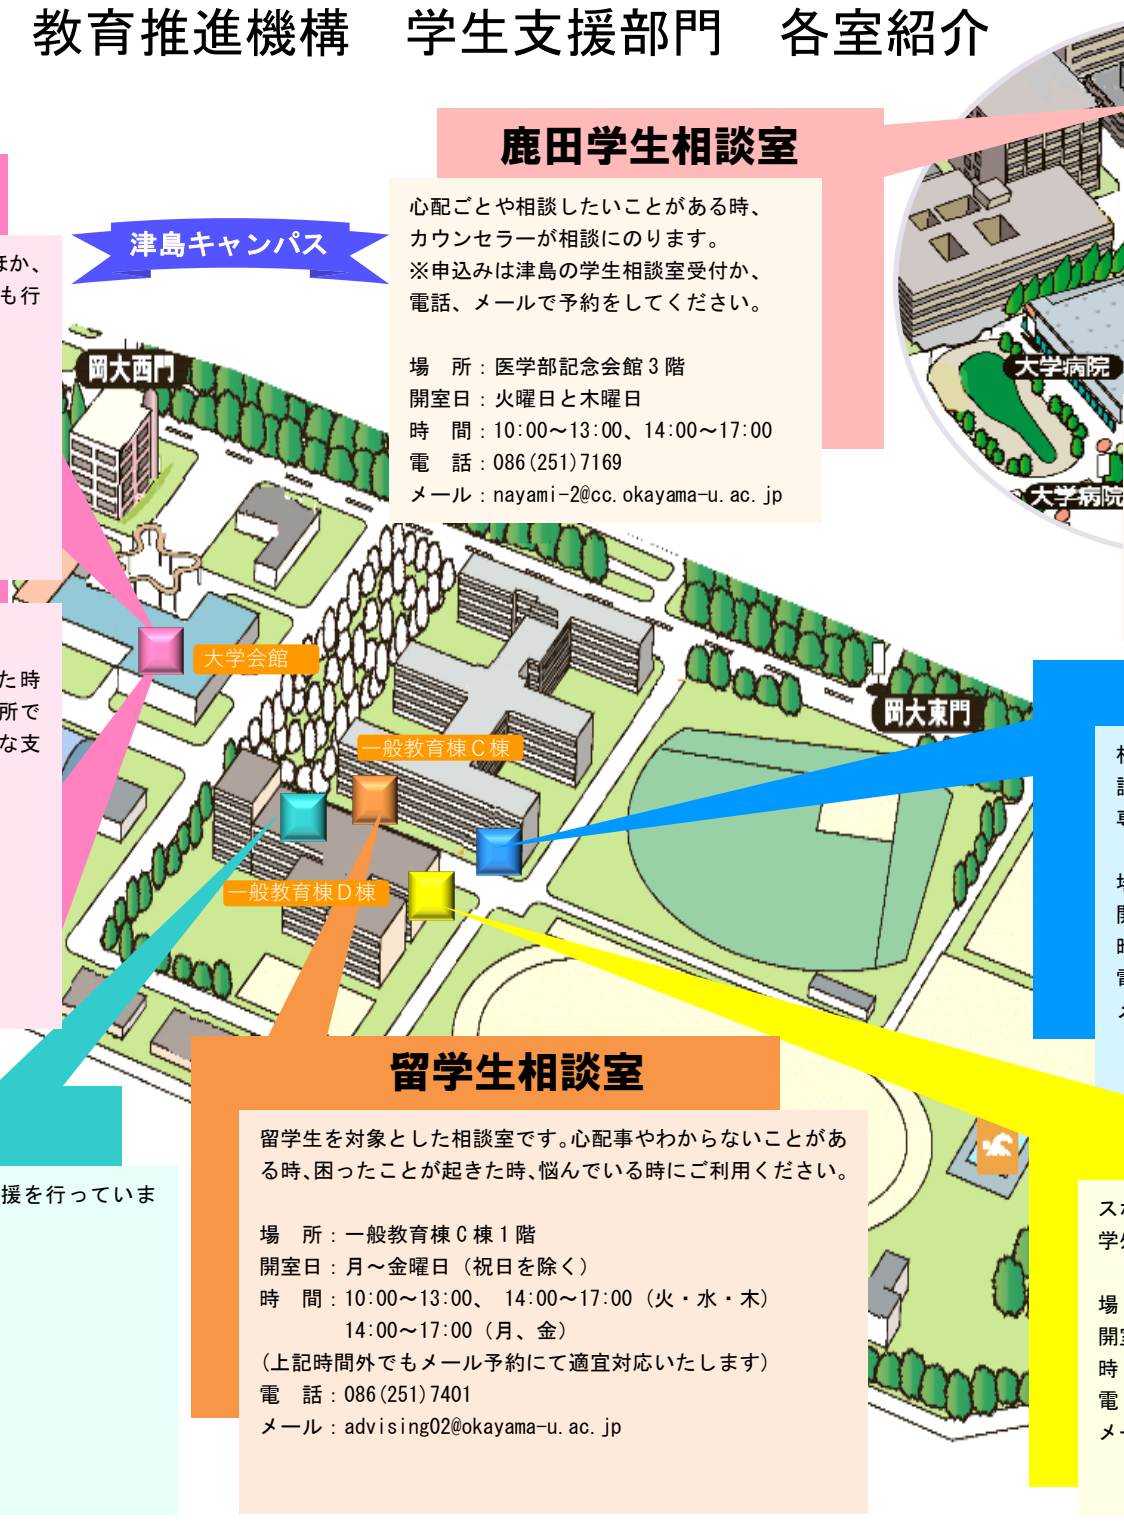 教育推進機構　学生支援部門　各室紹介
鹿田学生相談室
心配ごとや相談したいことがある時、
カウンセラーが相談にのります。
※申込みは津島の学生相談室受付か、
電話、メールで予約をしてください。
場　所：医学部記念会館3階
開室日：火曜日と木曜日
時　間：10:00～13:00、14:00～17:00
電　話：086(251)7169
メール：nayami-2@cc.okayama-u.ac.jp
津島キャンパス
ほか、
も行
岡大西門
大学病院
大学病院
大学会館
た時
所で
な支
岡大東門
一般教育棟Ｃ棟
一般教育棟Ｄ棟
留学生相談室
留学生を対象とした相談室です。心配事やわからないことがあ
る時、困ったことが起きた時、悩んでいる時にご利用ください。
場　所：一般教育棟C棟1階
開室日：月～金曜日（祝日を除く）
時　間：10:00～13:00、 14:00～17:00（火・水・木）
14:00～17:00（月、金）
（上記時間外でもメール予約にて適宜対応いたします）
電　話：086(251)7401
メール：advising02@okayama-u.ac.jp
援を行っていま
場
時
電